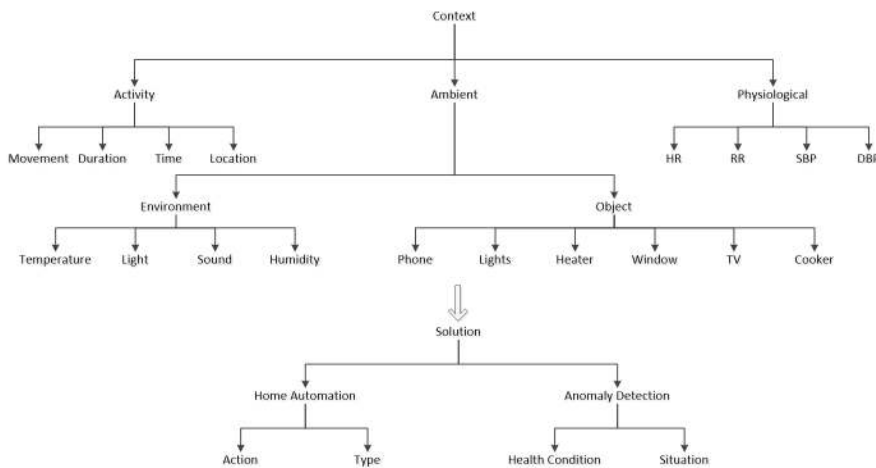 Context
Activity Ambient Physiological
Movement Duration Time Location HR RR SBP DBP
Environment Object
Temperature Light Sound Humidity Phone Lights Heater Window TV Cooker
Solution
Home Automation Anomaly Detection
Action Type Health Condition Situation